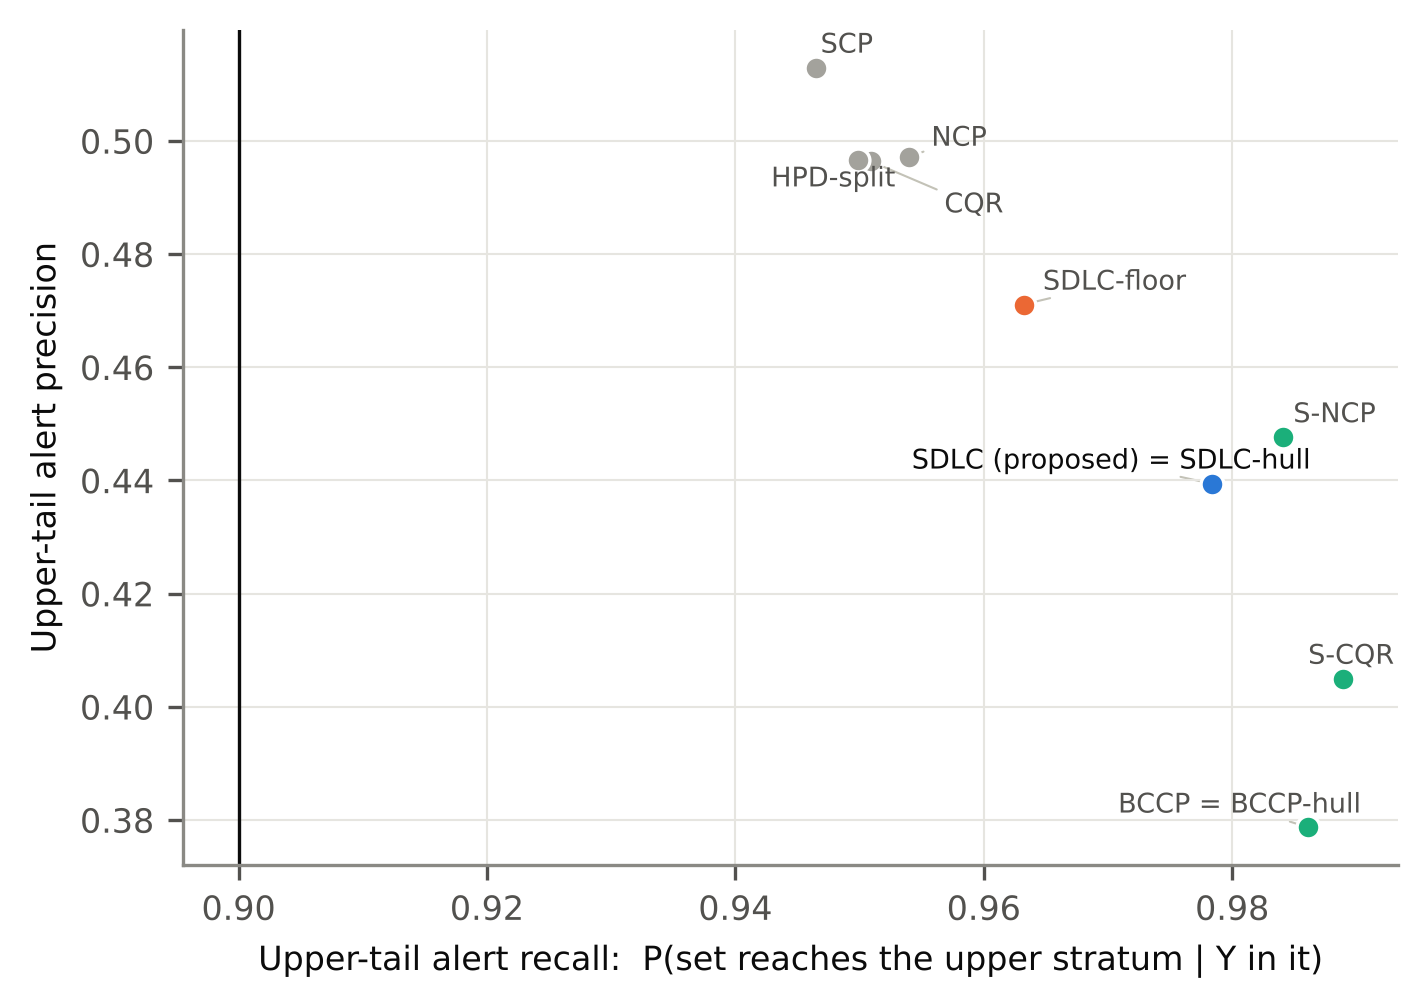 SCP
0.50
NCP
HPD-split
CQR
0.48
SDLC-floor
0.46
S-NCP
SDLC (proposed) = SDLC-hull
0.44
0.42
S-CQR
0.40
BCCP = BCCP-hull
0.38
Upper-tail alert precision
0.90
0.92
0.94
0.96
0.98
Upper-tail alert recall:  P(set reaches the upper stratum | Y in it)